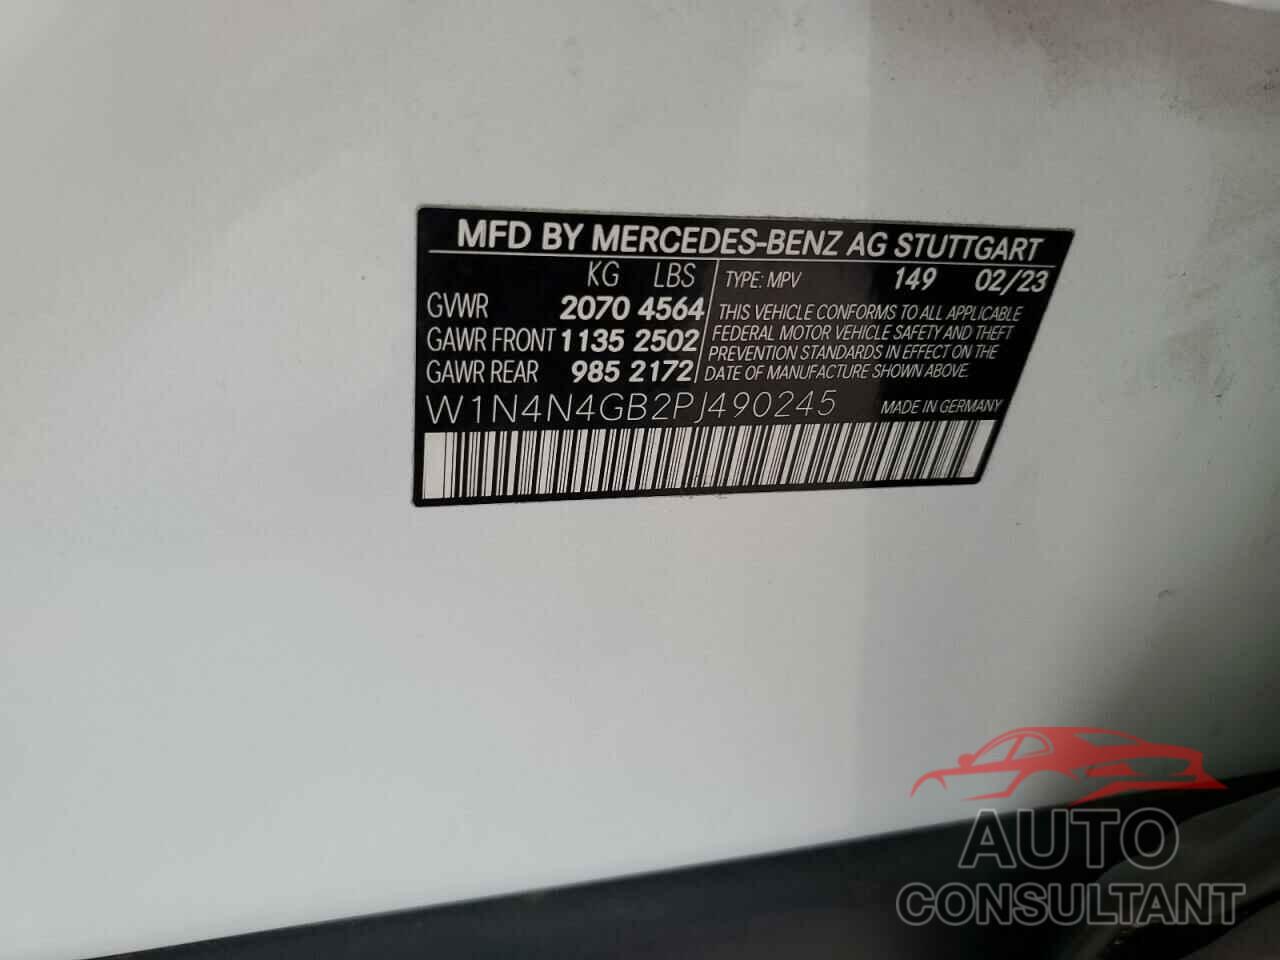 MFD BY MERCEDES-BENZ AG STUTTGART
KG LBS
TYPE: MPV 149 02/23
GVWR 2070 4564
GAWR FRONT 1135 2502
GAWR REAR 985 2172
THIS VEHICLE CONFORMS TO ALL APPLICABLE
FEDERAL MOTOR VEHICLE SAFETY AND THEFT
PREVENTION STANDARDS IN EFFECT ON THE
DATE OF MANUFACTURE SHOWN ABOVE.
W1N4N4GB2PJ490245 MADE IN GERMANY
AUTO
CONSULTANT